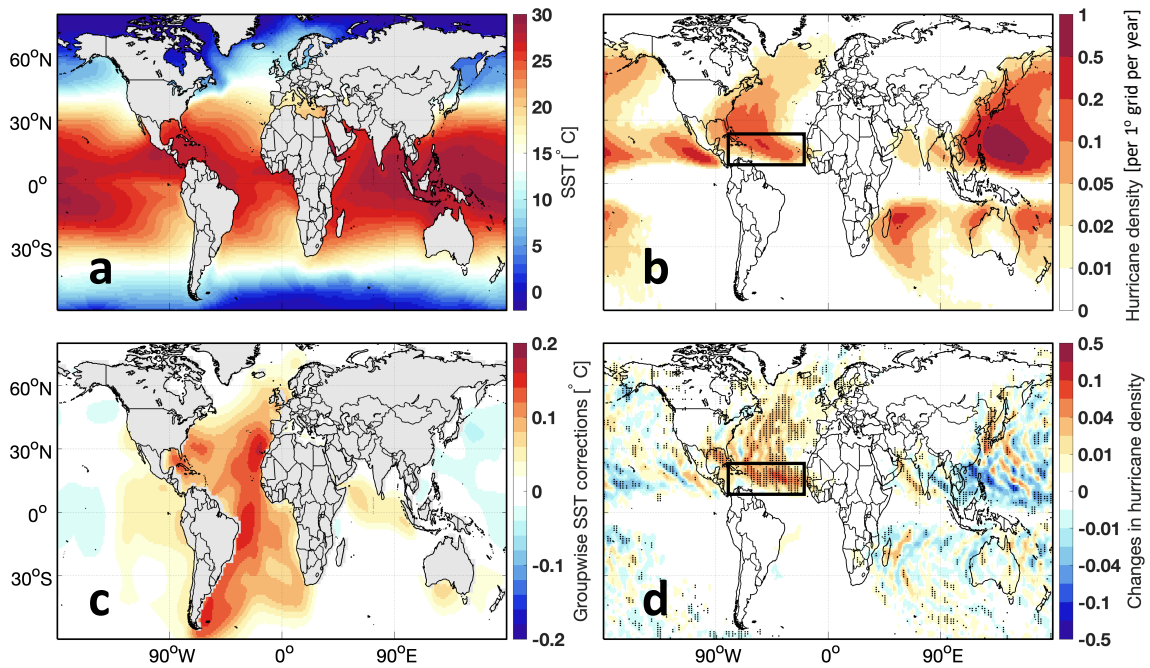 30
25
20
15
10
5
0
SST [° C]
60°N
30°N
0°
30°S
a
1
0.5
0.2
0.1
0.05
0.02
0.01
0
Hurricane density [per 1° grid per year]
b
90°W
0°
90°E
0.2
0.1
0
-0.1
-0.2
Groupwise SST corrections [° C]
60°N
30°N
0°
30°S
c
90°W
0°
90°E
0.5
0.1
0.04
0.01
0
-0.01
-0.04
-0.1
-0.5
Changes in hurricane density
d
90°W
0°
90°E